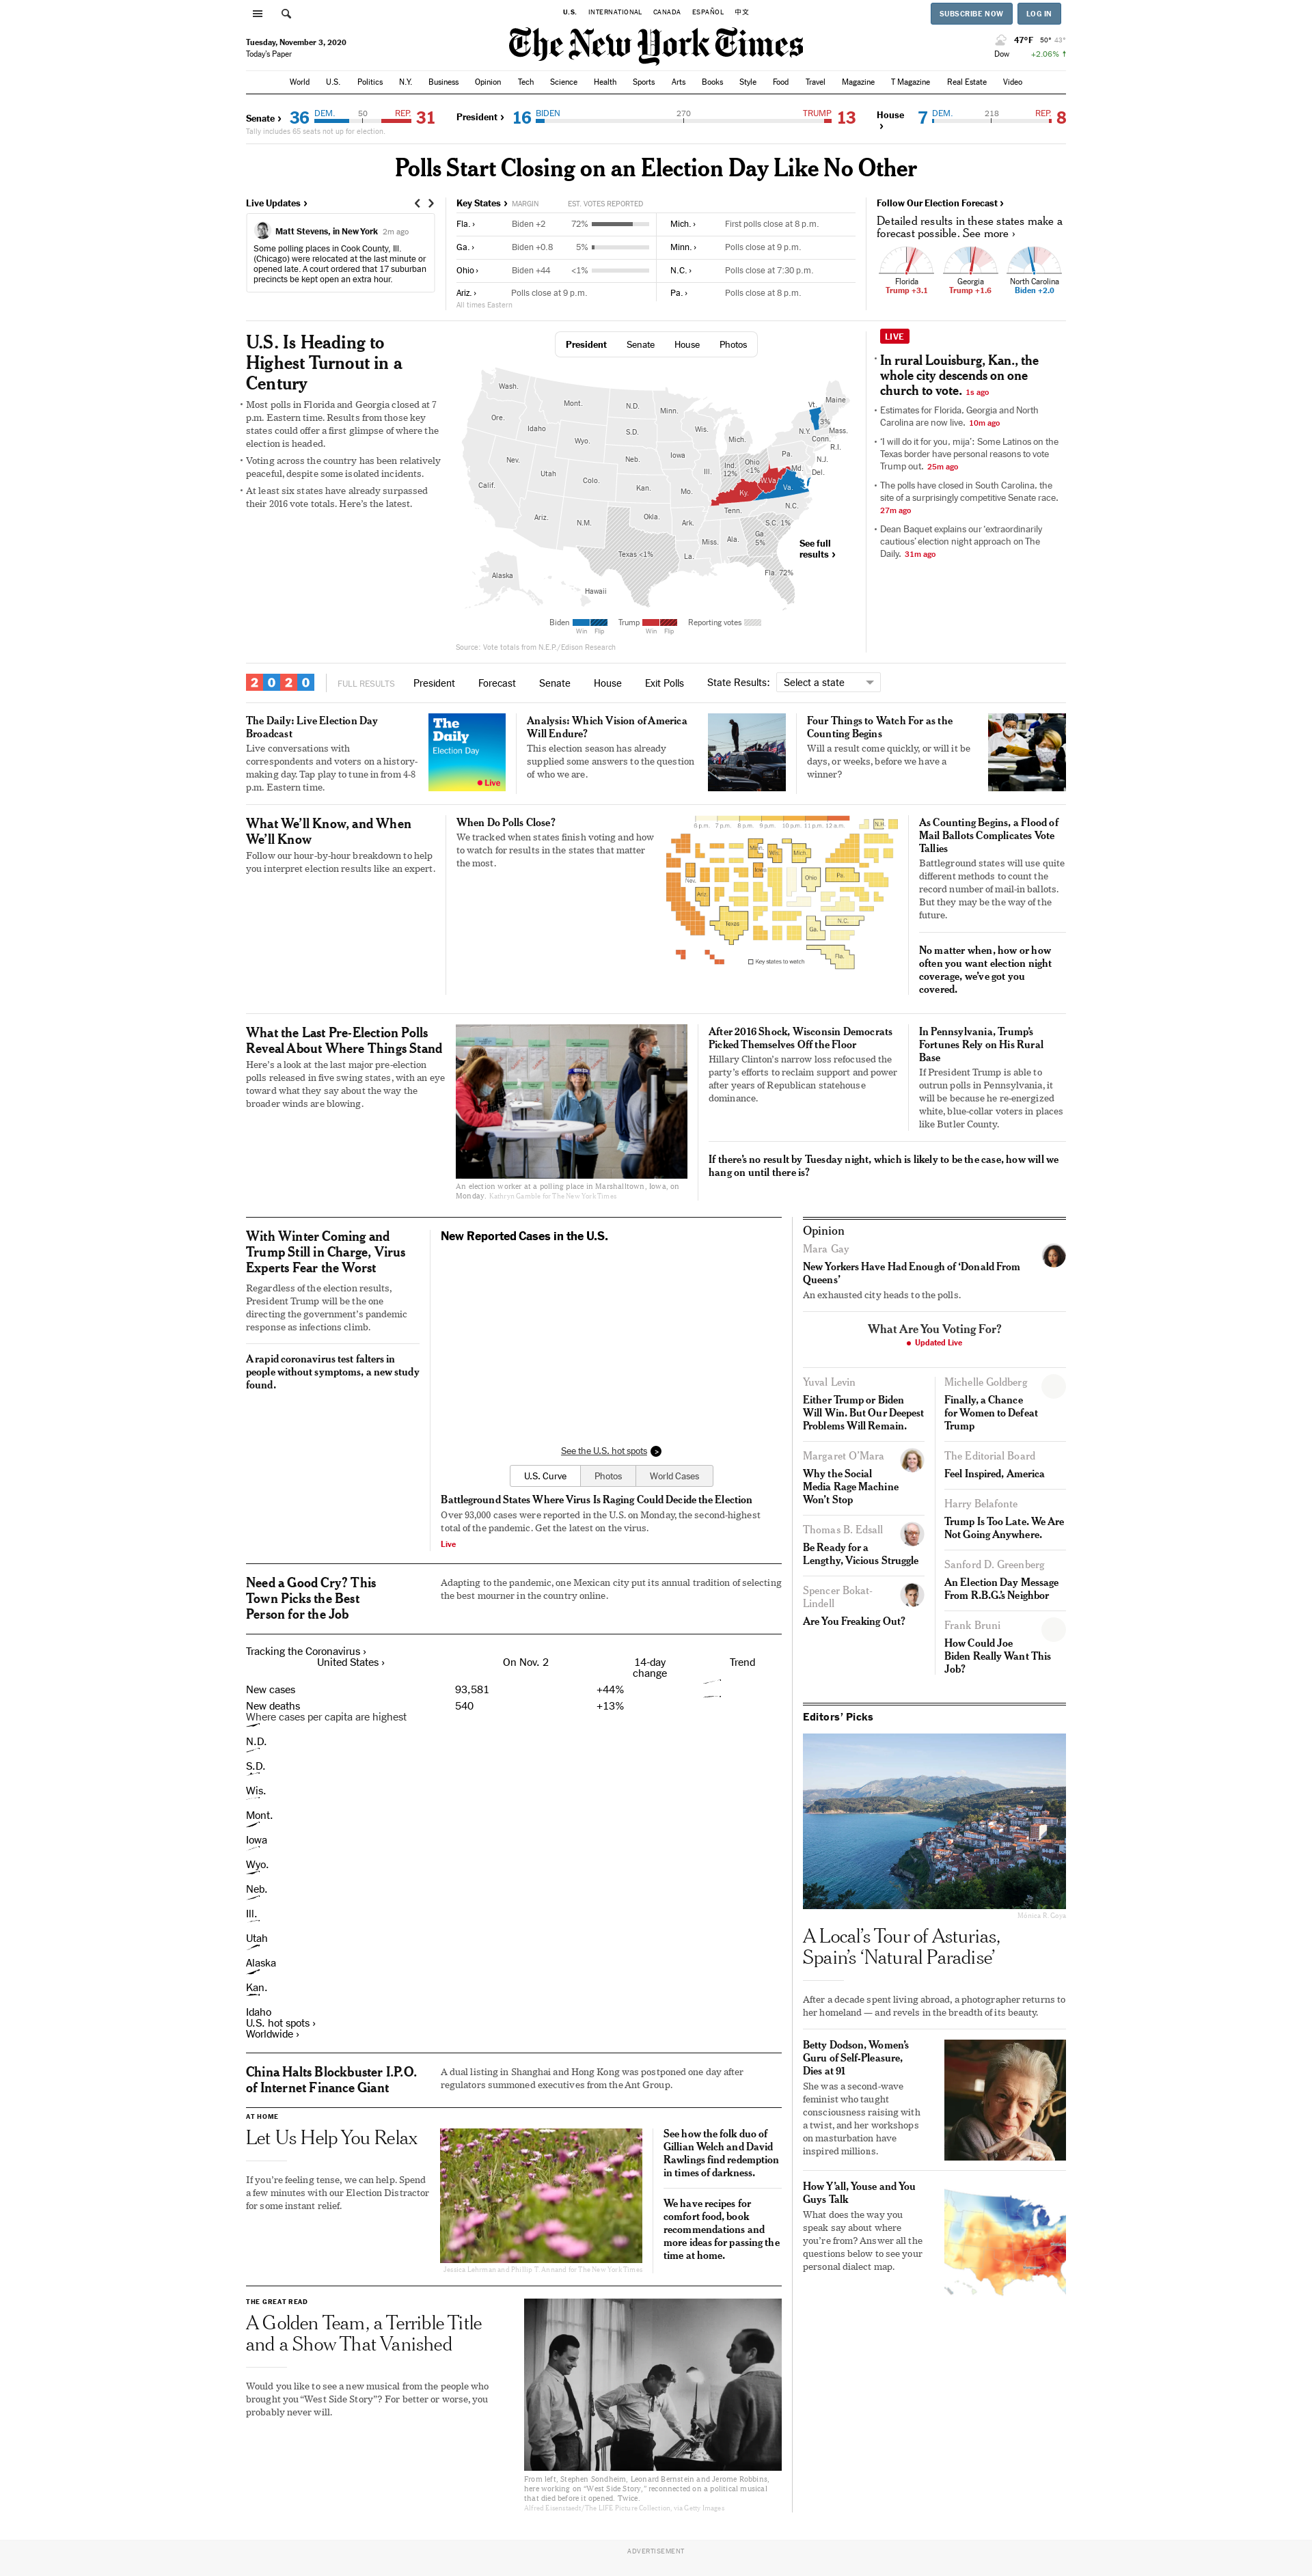 U.S. INTERNATIONAL CANADA ESPAÑOL 中文
SUBSCRIBE NOW LOG IN
Tuesday, November 3, 2020
Today's Paper
The New York Times
47°F 50° 43°
Dow +2.06% ↑
World U.S. Politics N.Y. Business Opinion Tech Science Health Sports Arts Books Style Food Travel Magazine T Magazine Real Estate Video
Senate › 36 DEM. 50 REP. 31
Tally includes 65 seats not up for election.
President › 16 BIDEN 270 TRUMP 13
House › 7 DEM. 218 REP. 8
Polls Start Closing on an Election Day Like No Other
Live Updates ›
Matt Stevens, in New York 2m ago
Some polling places in Cook County, Ill.
(Chicago) were relocated at the last minute or
opened late. A court ordered that 17 suburban
precincts be kept open an extra hour.
Key States › MARGIN EST. VOTES REPORTED
Fla. › Biden +2 72%
Ga. › Biden +0.8 5%
Ohio › Biden +44 <1%
Ariz. › Polls close at 9 p.m.
All times Eastern
Mich. › First polls close at 8 p.m.
Minn. › Polls close at 9 p.m.
N.C. › Polls close at 7:30 p.m.
Pa. › Polls close at 8 p.m.
Follow Our Election Forecast ›
Detailed results in these states make a
forecast possible. See more ›
Florida
Trump +3.1
Georgia
Trump +1.6
North Carolina
Biden +2.0
U.S. Is Heading to
Highest Turnout in a
Century
• Most polls in Florida and Georgia closed at 7
p.m. Eastern time. Results from those key
states could offer a first glimpse of where the
election is headed.
• Voting across the country has been relatively
peaceful, despite some isolated incidents.
• At least six states have already surpassed
their 2016 vote totals. Here's the latest.
President Senate House Photos
Wash.
Mont.
N.D.
Minn.
Vt.
Maine
Ore.
Idaho
Wyo.
S.D.
Wis.
Mich.
N.Y.
3%
Mass.
Conn.
R.I.
Nev.
Utah
Colo.
Neb.
Iowa
Ill.
Ind.
12%
Ohio
<1%
Pa.
N.J.
Md.
Del.
Calif.
Kan.
Mo.
Ky.
W.Va.
Va.
Ariz.
N.M.
Okla.
Ark.
Tenn.
N.C.
S.C. 1%
Texas <1%
La.
Miss.
Ala.
Ga.
5%
Fla. 72%
Alaska
Hawaii
See full
results ›
Biden Win Flip
Trump Win Flip
Reporting votes
Source: Vote totals from N.E.P./Edison Research
LIVE
• In rural Louisburg, Kan., the
whole city descends on one
church to vote. 1s ago
• Estimates for Florida, Georgia and North
Carolina are now live. 10m ago
• ‘I will do it for you, mija’: Some Latinos on the
Texas border have personal reasons to vote
Trump out. 25m ago
• The polls have closed in South Carolina, the
site of a surprisingly competitive Senate race.
27m ago
• Dean Baquet explains our ‘extraordinarily
cautious’ election night approach on The
Daily. 31m ago
2020 FULL RESULTS President Forecast Senate House Exit Polls State Results: Select a state
The Daily: Live Election Day
Broadcast
Live conversations with
correspondents and voters on a history-
making day. Tap play to tune in from 4-8
p.m. Eastern time.
The
Daily
Election Day
Live
Analysis: Which Vision of America
Will Endure?
This election season has already
supplied some answers to the question
of who we are.
Four Things to Watch For as the
Counting Begins
Will a result come quickly, or will it be
days, or weeks, before we have a
winner?
What We'll Know, and When
We'll Know
Follow our hour-by-hour breakdown to help
you interpret election results like an expert.
When Do Polls Close?
We tracked when states finish voting and how
to watch for results in the states that matter
the most.
6 p.m. 7 p.m. 8 p.m. 9 p.m. 10 p.m. 11 p.m. 12 a.m.
N.H.
Minn.
Wis.
Mich.
Nev.
Iowa
Ohio
Pa.
Ariz.
Texas
N.C.
Ga.
Fla.
Key states to watch
As Counting Begins, a Flood of
Mail Ballots Complicates Vote
Tallies
Battleground states will use quite
different methods to count the
record number of mail-in ballots.
But they may be the way of the
future.
No matter when, how or how
often you want election night
coverage, we've got you
covered.
What the Last Pre-Election Polls
Reveal About Where Things Stand
Here's a look at the last major pre-election
polls released in five swing states, with an eye
toward what they say about the way the
broader winds are blowing.
An election worker at a polling place in Marshalltown, Iowa, on
Monday. Kathryn Gamble for The New York Times
After 2016 Shock, Wisconsin Democrats
Picked Themselves Off the Floor
Hillary Clinton's narrow loss refocused the
party's efforts to reclaim support and power
after years of Republican statehouse
dominance.
In Pennsylvania, Trump's
Fortunes Rely on His Rural
Base
If President Trump is able to
outrun polls in Pennsylvania, it
will be because he re-energized
white, blue-collar voters in places
like Butler County.
If there's no result by Tuesday night, which is likely to be the case, how will we
hang on until there is?
With Winter Coming and
Trump Still in Charge, Virus
Experts Fear the Worst
Regardless of the election results,
President Trump will be the one
directing the government's pandemic
response as infections climb.
A rapid coronavirus test falters in
people without symptoms, a new study
found.
New Reported Cases in the U.S.
See the U.S. hot spots >
U.S. Curve Photos World Cases
Battleground States Where Virus Is Raging Could Decide the Election
Over 93,000 cases were reported in the U.S. on Monday, the second-highest
total of the pandemic. Get the latest on the virus.
Live
Need a Good Cry? This
Town Picks the Best
Person for the Job
Adapting to the pandemic, one Mexican city put its annual tradition of selecting
the best mourner in the country online.
Tracking the Coronavirus ›
United States › On Nov. 2 14-day change Trend
New cases 93,581 +44%
New deaths 540 +13%
Where cases per capita are highest
N.D.
S.D.
Wis.
Mont.
Iowa
Wyo.
Neb.
Ill.
Utah
Alaska
Kan.
Idaho
U.S. hot spots ›
Worldwide ›
China Halts Blockbuster I.P.O.
of Internet Finance Giant
A dual listing in Shanghai and Hong Kong was postponed one day after
regulators summoned executives from the Ant Group.
AT HOME
Let Us Help You Relax
If you're feeling tense, we can help. Spend
a few minutes with our Election Distractor
for some instant relief.
Jessica Lehrman and Phillip T. Annand for The New York Times
See how the folk duo of
Gillian Welch and David
Rawlings find redemption
in times of darkness.
We have recipes for
comfort food, book
recommendations and
more ideas for passing the
time at home.
THE GREAT READ
A Golden Team, a Terrible Title
and a Show That Vanished
Would you like to see a new musical from the people who
brought you “West Side Story”? For better or worse, you
probably never will.
From left, Stephen Sondheim, Leonard Bernstein and Jerome Robbins,
here working on “West Side Story,” reconnected on a political musical
that died before it opened. Twice.
Alfred Eisenstaedt/The LIFE Picture Collection, via Getty Images
Opinion
Mara Gay
New Yorkers Have Had Enough of ‘Donald From
Queens’
An exhausted city heads to the polls.
What Are You Voting For?
Updated Live
Yuval Levin
Either Trump or Biden
Will Win. But Our Deepest
Problems Will Remain.
Margaret O'Mara
Why the Social
Media Rage Machine
Won't Stop
Thomas B. Edsall
Be Ready for a
Lengthy, Vicious Struggle
Spencer Bokat-
Lindell
Are You Freaking Out?
Michelle Goldberg
Finally, a Chance
for Women to Defeat
Trump
The Editorial Board
Feel Inspired, America
Harry Belafonte
Trump Is Too Late. We Are
Not Going Anywhere.
Sanford D. Greenberg
An Election Day Message
From R.B.G.'s Neighbor
Frank Bruni
How Could Joe
Biden Really Want This
Job?
Editors’ Picks
Mónica R. Goya
A Local's Tour of Asturias,
Spain's ‘Natural Paradise’
After a decade spent living abroad, a photographer returns to
her homeland — and revels in the breadth of its beauty.
Betty Dodson, Women's
Guru of Self-Pleasure,
Dies at 91
She was a second-wave
feminist who taught
consciousness raising with
a twist, and her workshops
on masturbation have
inspired millions.
How Y'all, Youse and You
Guys Talk
What does the way you
speak say about where
you're from? Answer all the
questions below to see your
personal dialect map.
ADVERTISEMENT